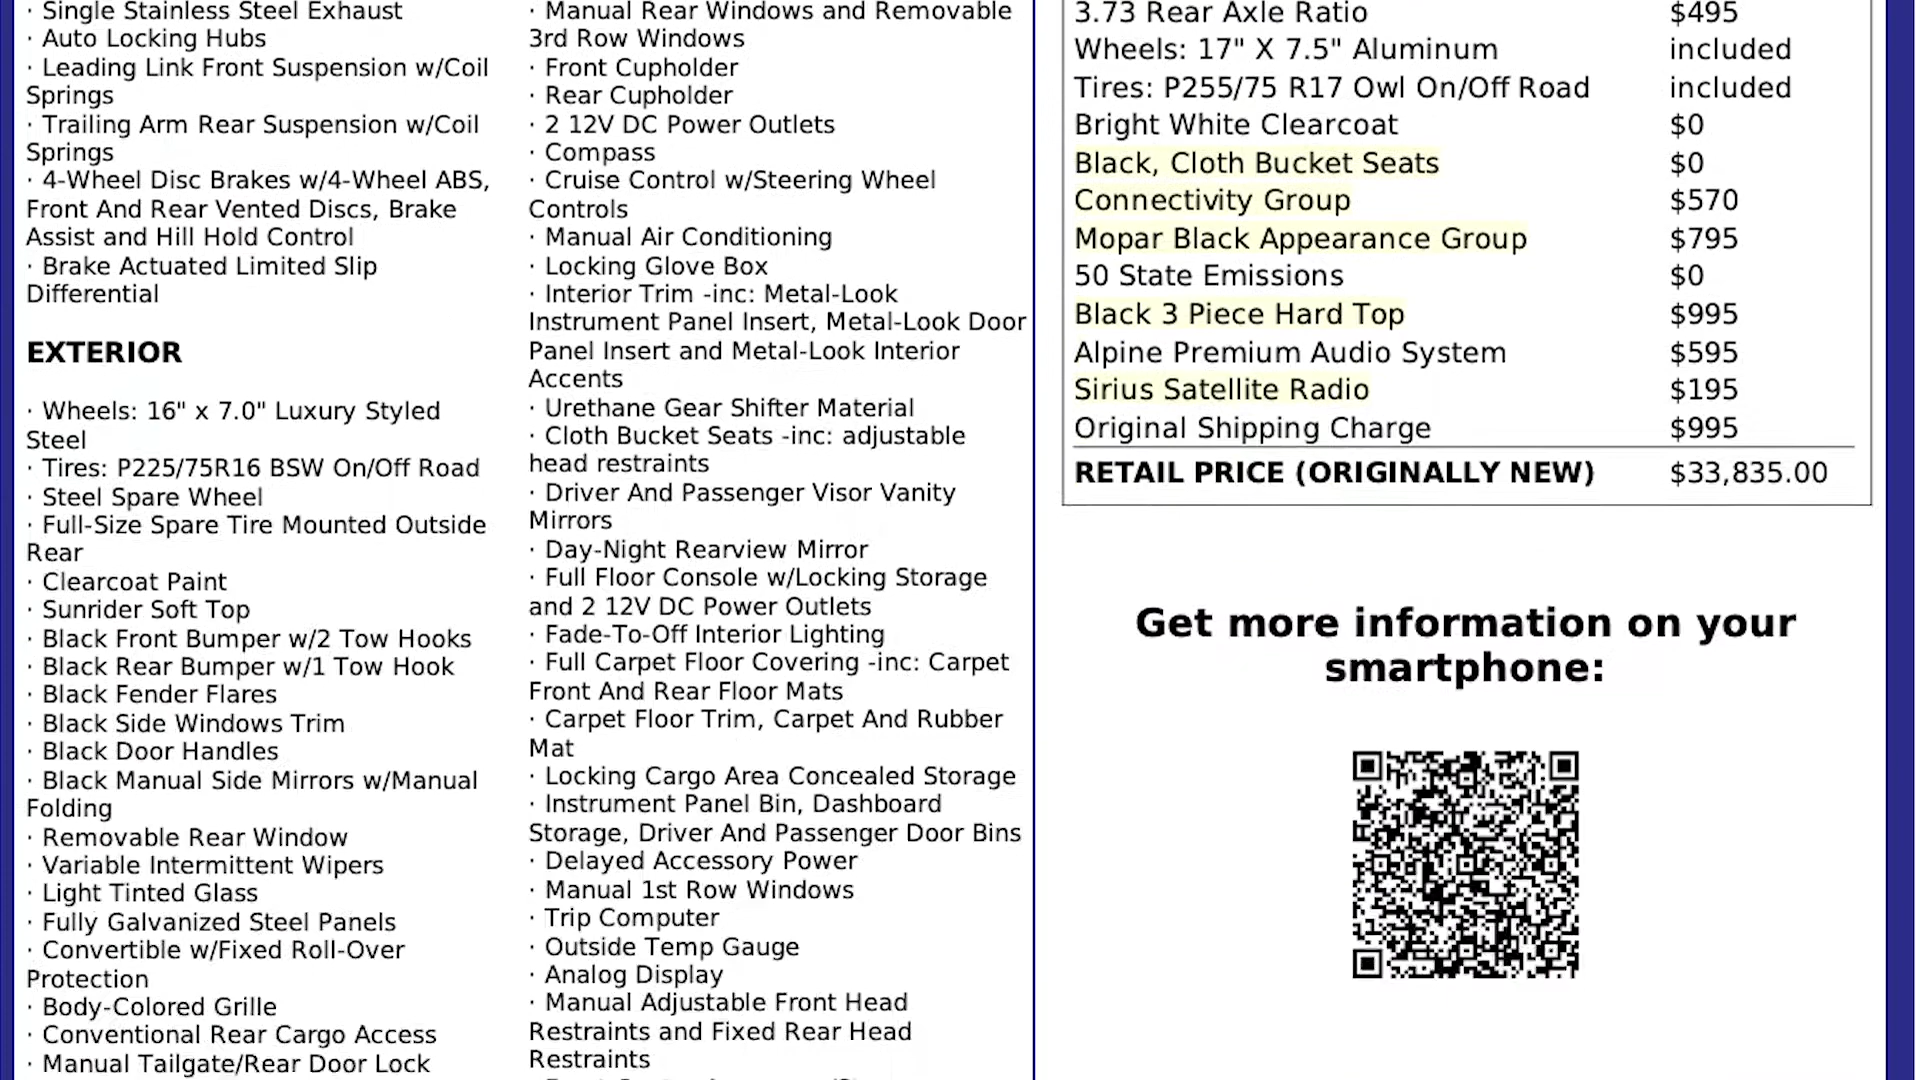 · Single Stainless Steel Exhaust
· Auto Locking Hubs
· Leading Link Front Suspension w/Coil
Springs
· Trailing Arm Rear Suspension w/Coil
Springs
· 4-Wheel Disc Brakes w/4-Wheel ABS,
Front And Rear Vented Discs, Brake
Assist and Hill Hold Control
· Brake Actuated Limited Slip
Differential
EXTERIOR
· Wheels: 16" x 7.0" Luxury Styled
Steel
· Tires: P225/75R16 BSW On/Off Road
· Steel Spare Wheel
· Full-Size Spare Tire Mounted Outside
Rear
· Clearcoat Paint
· Sunrider Soft Top
· Black Front Bumper w/2 Tow Hooks
· Black Rear Bumper w/1 Tow Hook
· Black Fender Flares
· Black Side Windows Trim
· Black Door Handles
· Black Manual Side Mirrors w/Manual
Folding
· Removable Rear Window
· Variable Intermittent Wipers
· Light Tinted Glass
· Fully Galvanized Steel Panels
· Convertible w/Fixed Roll-Over
Protection
· Body-Colored Grille
· Conventional Rear Cargo Access
· Manual Tailgate/Rear Door Lock
· Manual Rear Windows and Removable
3rd Row Windows
· Front Cupholder
· Rear Cupholder
· 2 12V DC Power Outlets
· Compass
· Cruise Control w/Steering Wheel
Controls
· Manual Air Conditioning
· Locking Glove Box
· Interior Trim -inc: Metal-Look
Instrument Panel Insert, Metal-Look Door
Panel Insert and Metal-Look Interior
Accents
· Urethane Gear Shifter Material
· Cloth Bucket Seats -inc: adjustable
head restraints
· Driver And Passenger Visor Vanity
Mirrors
· Day-Night Rearview Mirror
· Full Floor Console w/Locking Storage
and 2 12V DC Power Outlets
· Fade-To-Off Interior Lighting
· Full Carpet Floor Covering -inc: Carpet
Front And Rear Floor Mats
· Carpet Floor Trim, Carpet And Rubber
Mat
· Locking Cargo Area Concealed Storage
· Instrument Panel Bin, Dashboard
Storage, Driver And Passenger Door Bins
· Delayed Accessory Power
· Manual 1st Row Windows
· Trip Computer
· Outside Temp Gauge
· Analog Display
· Manual Adjustable Front Head
Restraints and Fixed Rear Head
Restraints
3.73 Rear Axle Ratio $495
Wheels: 17" X 7.5" Aluminum included
Tires: P255/75 R17 Owl On/Off Road included
Bright White Clearcoat $0
Black, Cloth Bucket Seats $0
Connectivity Group $570
Mopar Black Appearance Group $795
50 State Emissions $0
Black 3 Piece Hard Top $995
Alpine Premium Audio System $595
Sirius Satellite Radio $195
Original Shipping Charge $995
RETAIL PRICE (ORIGINALLY NEW) $33,835.00
Get more information on your
smartphone: